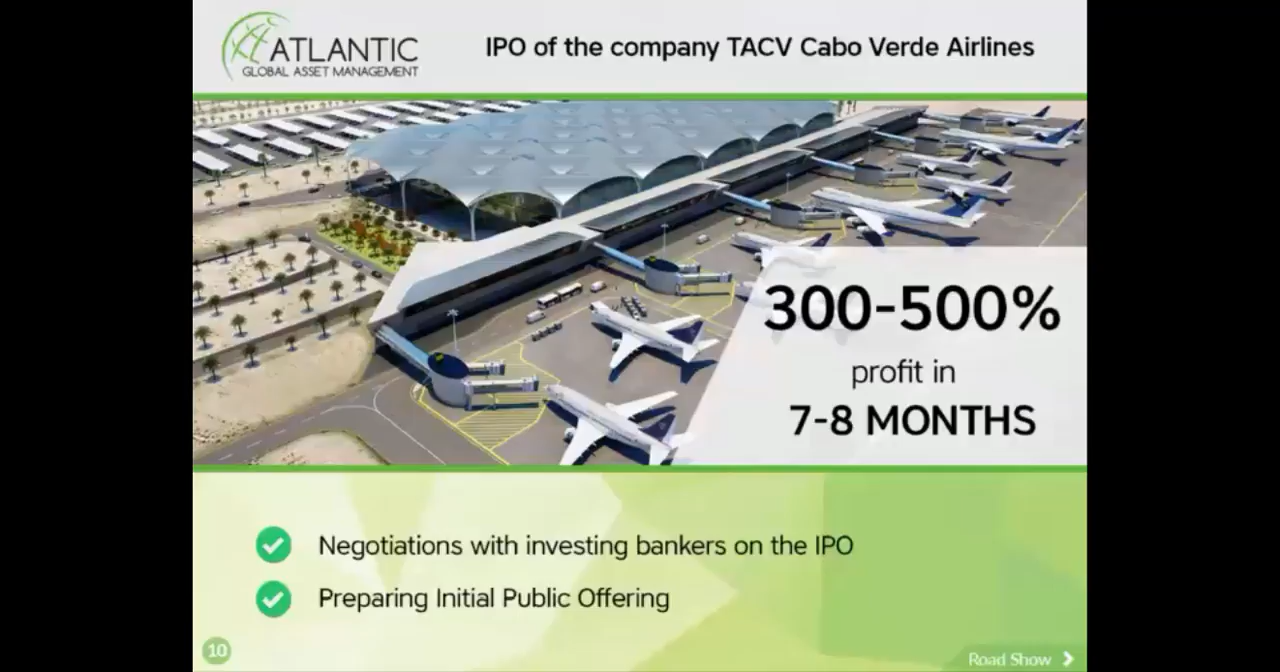 ATLANTIC
GLOBAL ASSET MANAGEMENT
IPO of the company TACV Cabo Verde Airlines
300-500%
profit in
7-8 MONTHS
Negotiations with investing bankers on the IPO
Preparing Initial Public Offering
10
Road Show